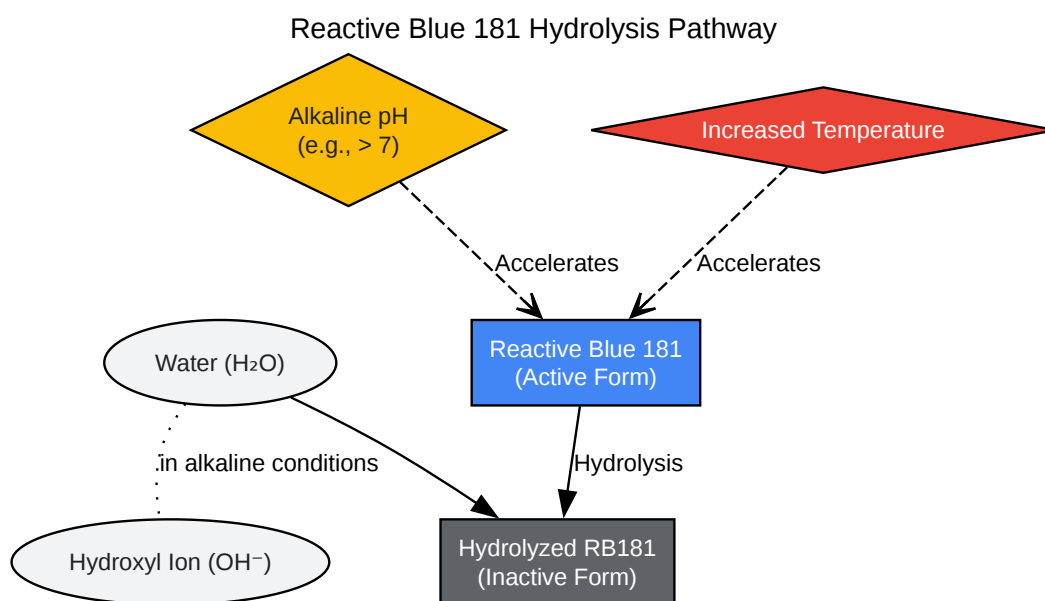 Reactive Blue 181 Hydrolysis Pathway
Alkaline pH
(e.g., > 7)
Increased Temperature
Accelerates
Accelerates
Reactive Blue 181
(Active Form)
Water (H₂O)
in alkaline conditions
Hydrolysis
Hydroxyl Ion (OH⁻)
Hydrolyzed RB181
(Inactive Form)